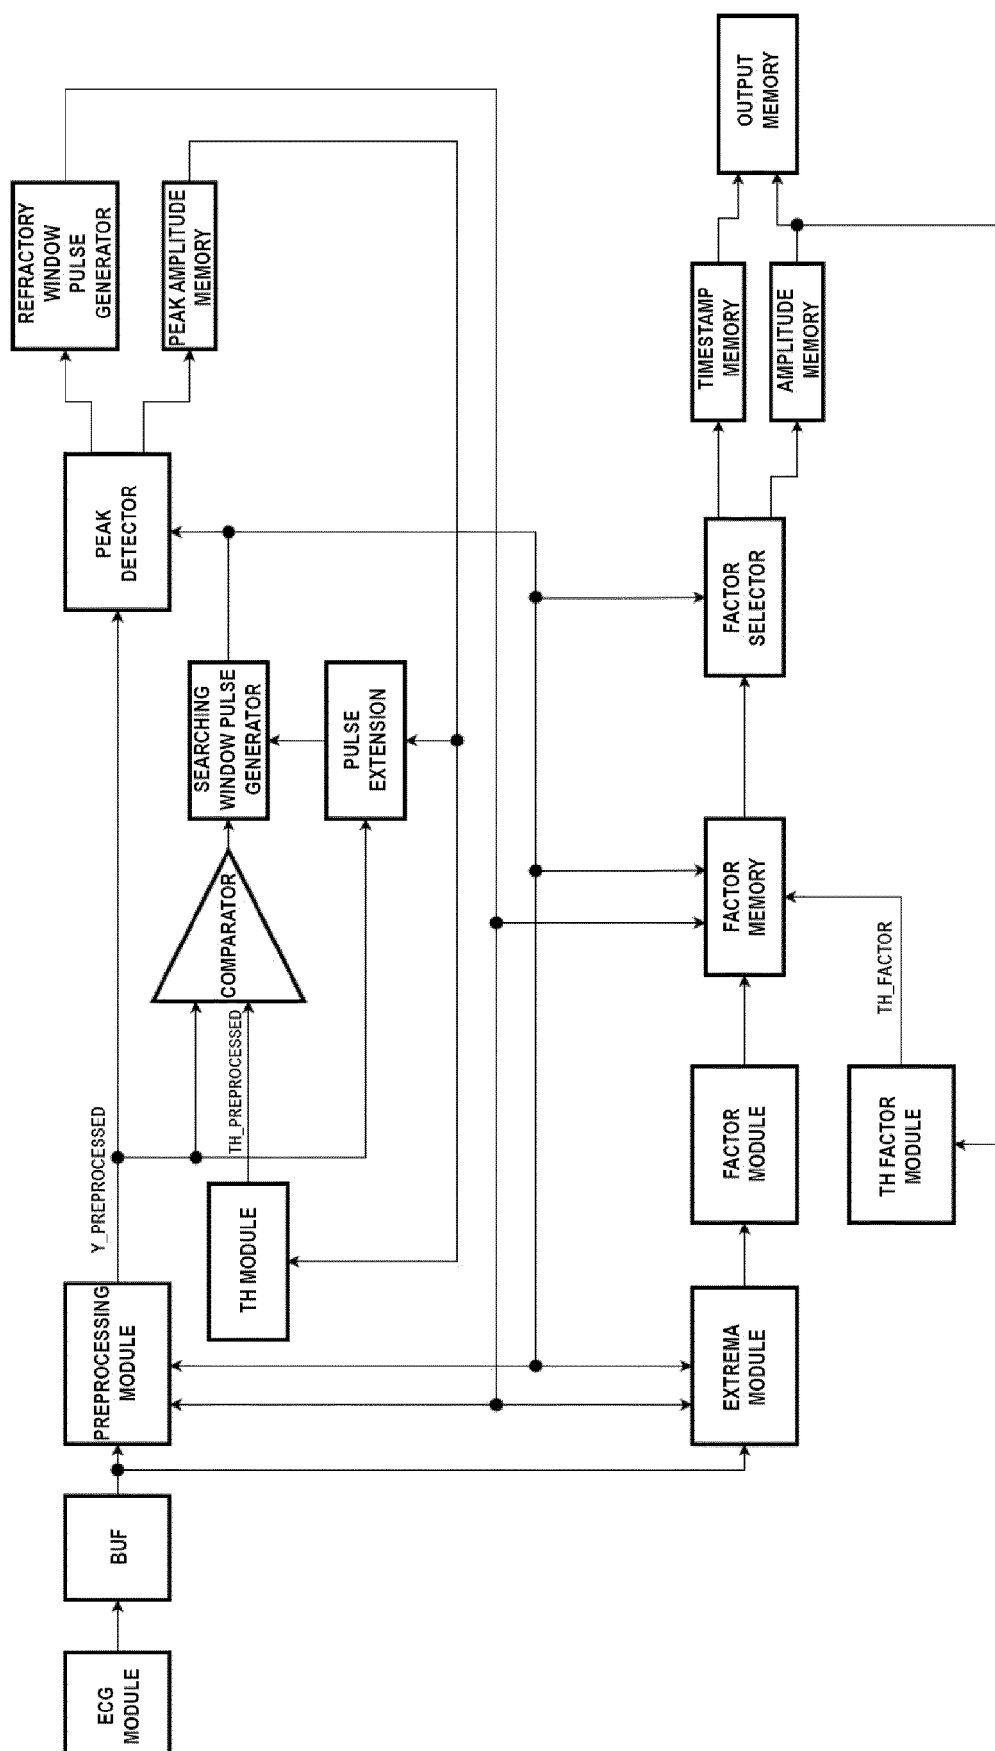 ECG
MODULE
BUF
PREPROCESSING
MODULE
Y_PREPROCESSED
TH MODULE
TH_PREPROCESSED
COMPARATOR
SEARCHING
WINDOW PULSE
GENERATOR
PULSE
EXTENSION
PEAK
DETECTOR
REFRACTORY
WINDOW
PULSE
GENERATOR
PEAK AMPLITUDE
MEMORY
EXTREMA
MODULE
FACTOR
MODULE
TH FACTOR
MODULE
TH_FACTOR
FACTOR
MEMORY
FACTOR
SELECTOR
TIMESTAMP
MEMORY
AMPLITUDE
MEMORY
OUTPUT
MEMORY